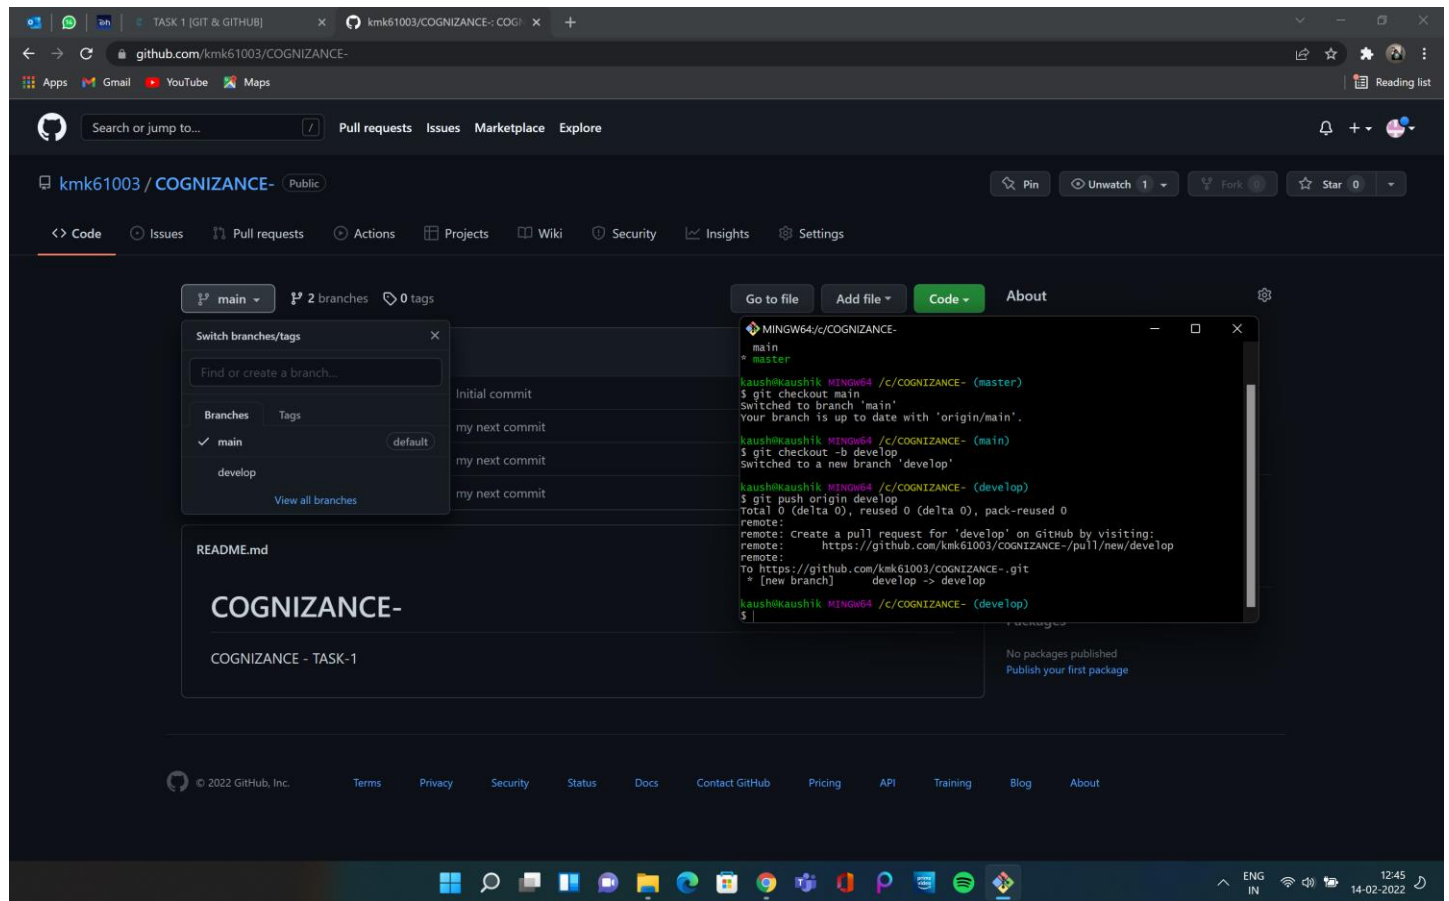 TASK 1 [GIT & GITHUB]
kmk61003/COGNIZANCE-: COGN
github.com/kmk61003/COGNIZANCE-
Apps Gmail YouTube Maps
Reading list
Search or jump to... /
Pull requests Issues Marketplace Explore
kmk61003 / COGNIZANCE- Public
Pin Unwatch 1 Fork 0 Star 0
<> Code Issues Pull requests Actions Projects Wiki Security Insights Settings
main 2 branches 0 tags
Go to file Add file Code
About
Switch branches/tags
Find or create a branch...
Branches Tags
main default
develop
View all branches
Initial commit
my next commit
my next commit
my next commit
README.md
COGNIZANCE-
COGNIZANCE - TASK-1
MINGW64:/c/COGNIZANCE-
main
* master
kaush@Kaushik MINGW64 /c/COGNIZANCE- (master)
$ git checkout main
Switched to branch 'main'
Your branch is up to date with 'origin/main'.
kaush@Kaushik MINGW64 /c/COGNIZANCE- (main)
$ git checkout -b develop
Switched to a new branch 'develop'
kaush@Kaushik MINGW64 /c/COGNIZANCE- (develop)
$ git push origin develop
Total 0 (delta 0), reused 0 (delta 0), pack-reused 0
remote:
remote: Create a pull request for 'develop' on GitHub by visiting:
remote: https://github.com/kmk61003/COGNIZANCE-/pull/new/develop
remote:
To https://github.com/kmk61003/COGNIZANCE-.git
* [new branch] develop -> develop
kaush@Kaushik MINGW64 /c/COGNIZANCE- (develop)
$
Packages
No packages published
Publish your first package
© 2022 GitHub, Inc. Terms Privacy Security Status Docs Contact GitHub Pricing API Training Blog About
ENG
IN
12:45
14-02-2022